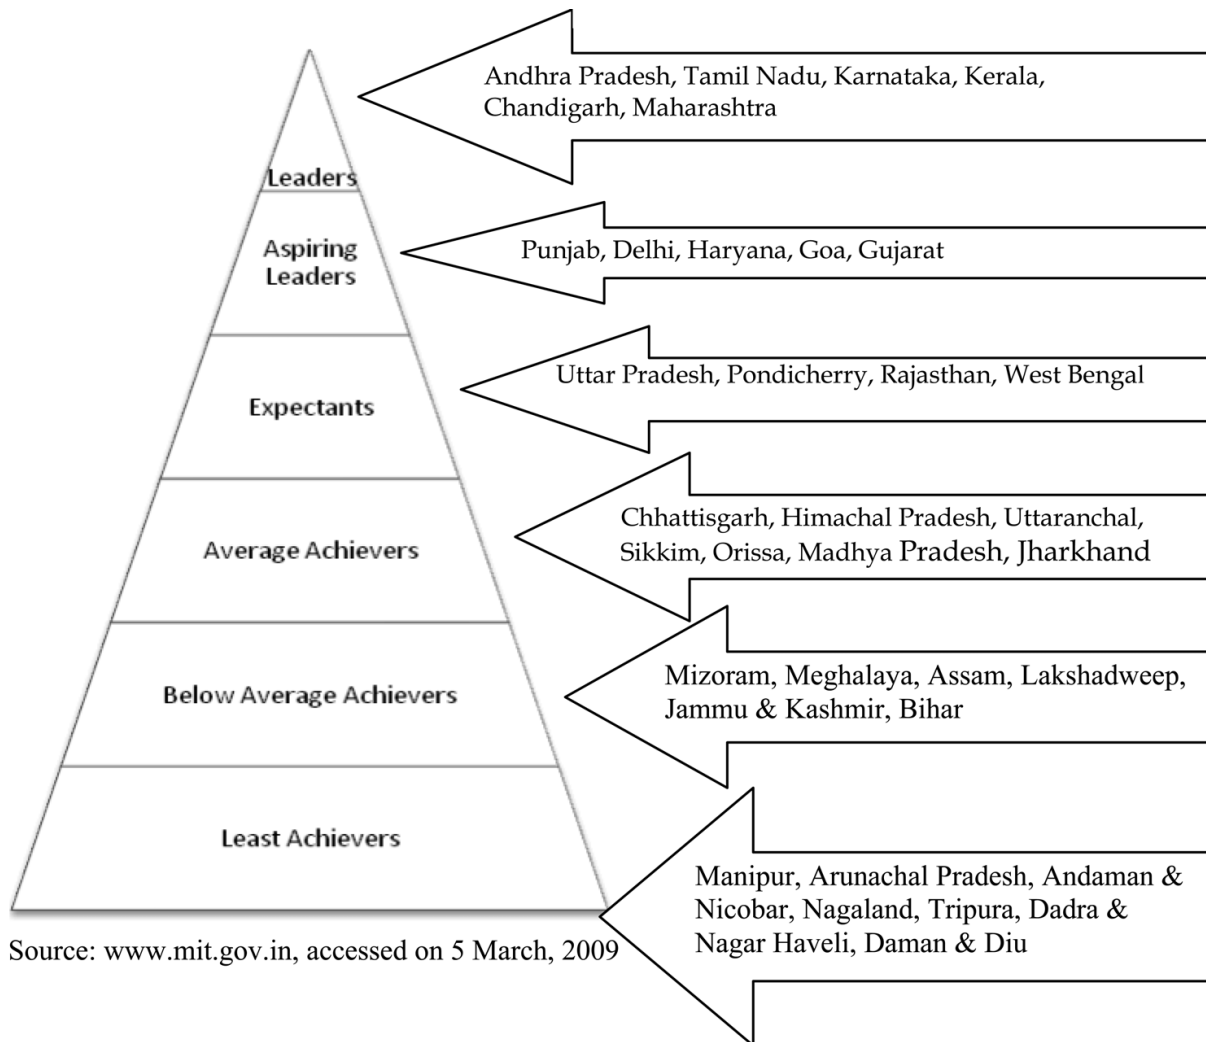 Andhra Pradesh, Tamil Nadu, Karnataka, Kerala,
Chandigarh, Maharashtra
Leaders
Aspiring
Leaders
Punjab, Delhi, Haryana, Goa, Gujarat
Expectants
Uttar Pradesh, Pondicherry, Rajasthan, West Bengal
Average Achievers
Chhattisgarh, Himachal Pradesh, Uttaranchal,
Sikkim, Orissa, Madhya Pradesh, Jharkhand
Below Average Achievers
Mizoram, Meghalaya, Assam, Lakshadweep,
Jammu & Kashmir, Bihar
Least Achievers
Manipur, Arunachal Pradesh, Andaman &
Nicobar, Nagaland, Tripura, Dadra &
Nagar Haveli, Daman & Diu
Source: www.mit.gov.in, accessed on 5 March, 2009